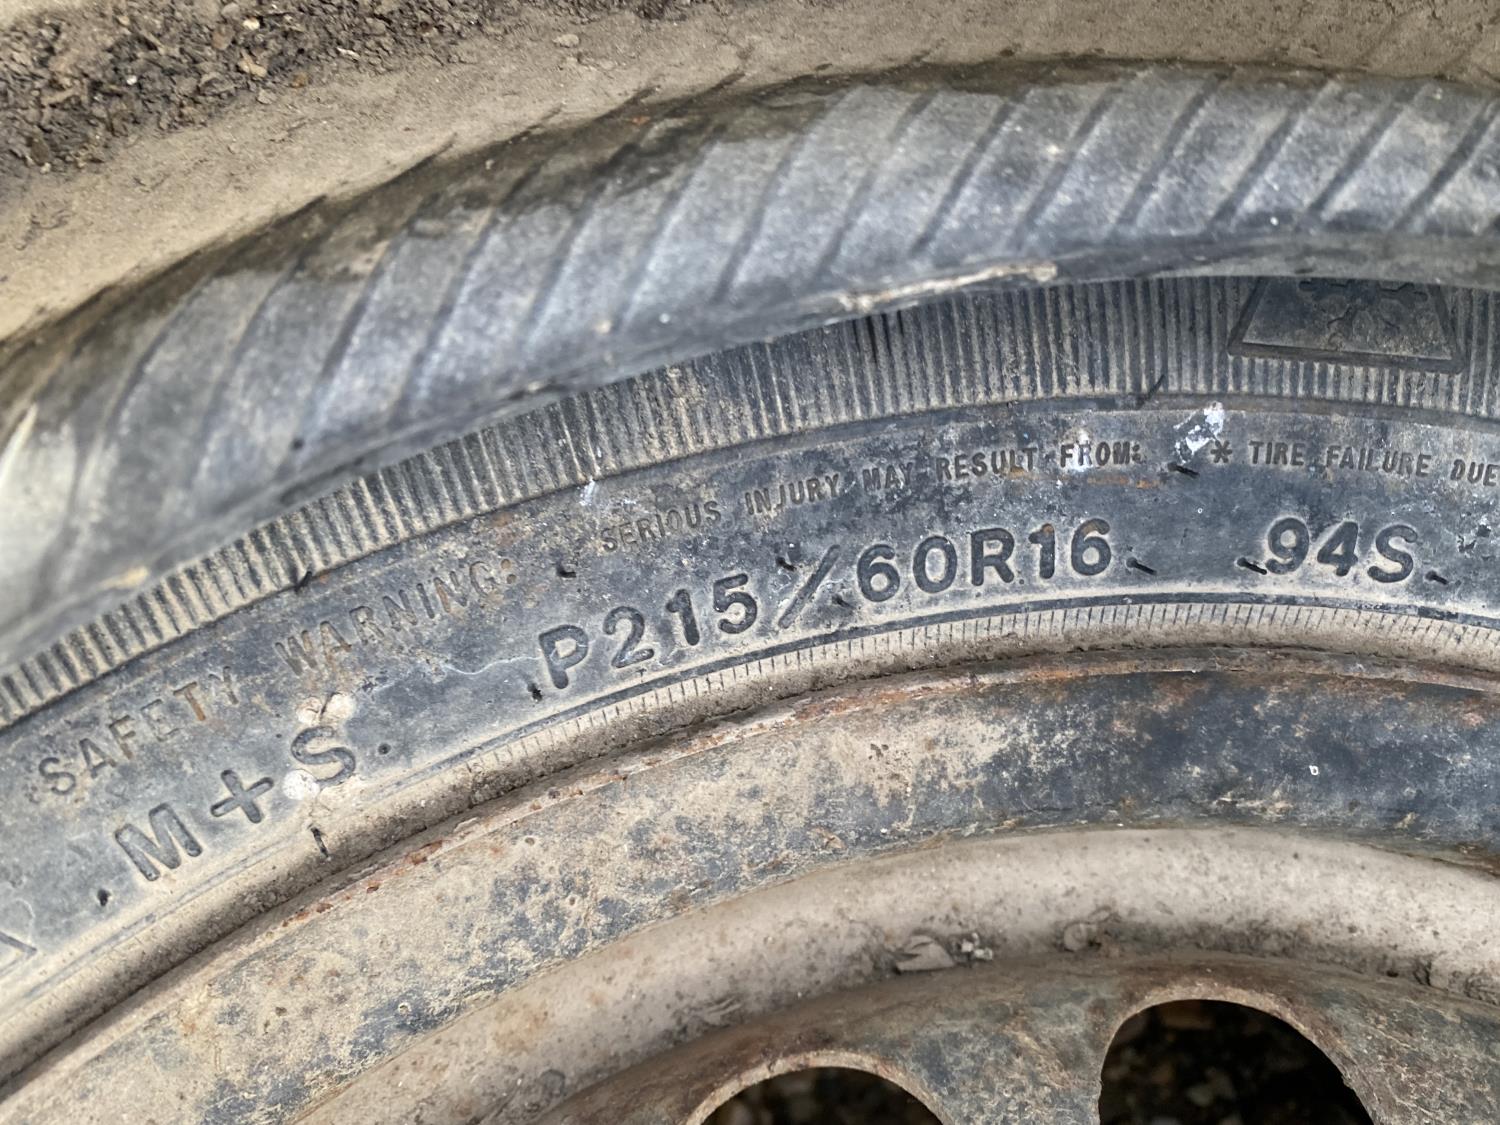 SAFETY WARNING: SERIOUS INJURY MAY RESULT FROM: * TIRE FAILURE DUE
M+S P215/60R16 94S